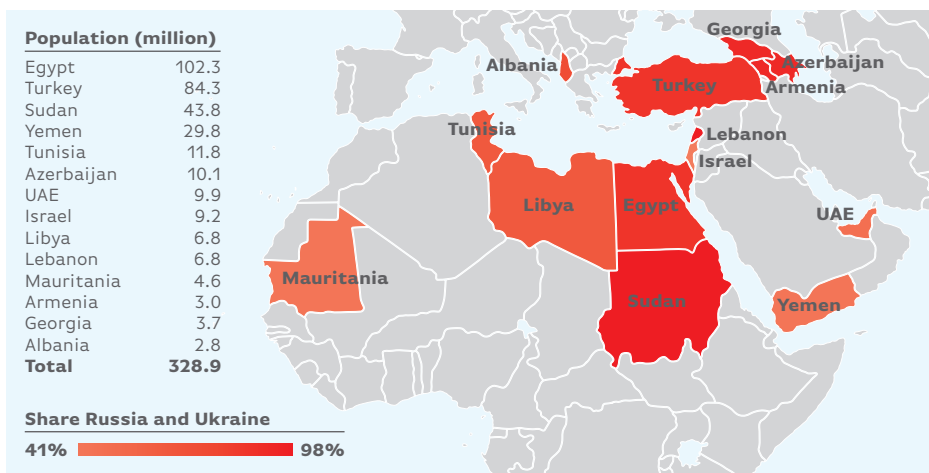 Population (million)
Egypt 102.3
Turkey 84.3
Sudan 43.8
Yemen 29.8
Tunisia 11.8
Azerbaijan 10.1
UAE 9.9
Israel 9.2
Libya 6.8
Lebanon 6.8
Mauritania 4.6
Armenia 3.0
Georgia 3.7
Albania 2.8
Total 328.9
Share Russia and Ukraine
41% 98%
Georgia
Albania
Azerbaijan
Turkey
Armenia
Tunisia
Lebanon
Israel
Libya
Egypt
UAE
Mauritania
Sudan
Yemen